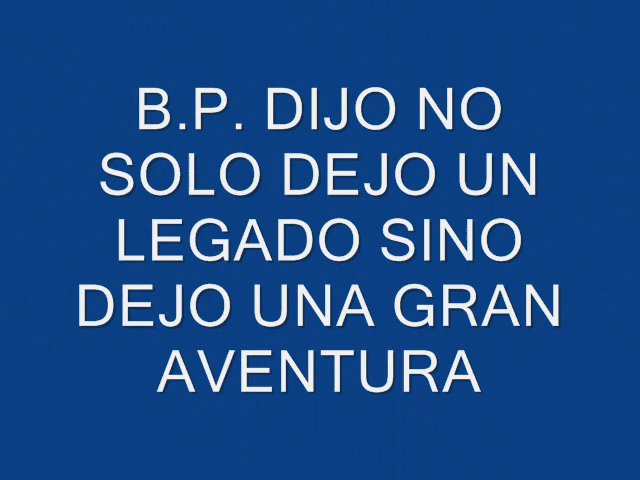 B.P. DIJO NO
SOLO DEJO UN
LEGADO SINO
DEJO UNA GRAN
AVENTURA